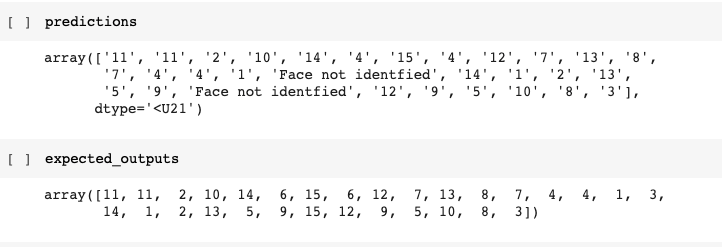 [ ] predictions
array(['11', '11', '2', '10', '14', '4', '15', '4', '12', '7', '13', '8',
'7', '4', '4', '1', 'Face not identfied', '14', '1', '2', '13',
'5', '9', 'Face not identfied', '12', '9', '5', '10', '8', '3'],
dtype='<U21')
[ ] expected_outputs
array([11, 11, 2, 10, 14, 6, 15, 6, 12, 7, 13, 8, 7, 4, 4, 1, 3,
14, 1, 2, 13, 5, 9, 15, 12, 9, 5, 10, 8, 3])